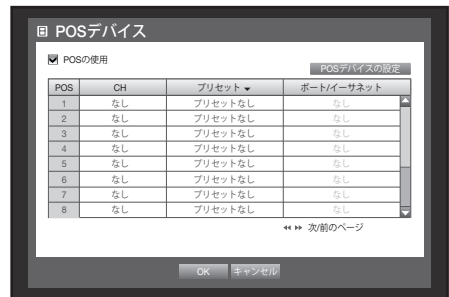 POSデバイス
POSの使用
POSデバイスの設定
POS CH プリセット ポート/イーサネット
1 なし プリセットなし なし
2 なし プリセットなし なし
3 なし プリセットなし なし
4 なし プリセットなし なし
5 なし プリセットなし なし
6 なし プリセットなし なし
7 なし プリセットなし なし
8 なし プリセットなし なし
次/前のページ
OK キャンセル